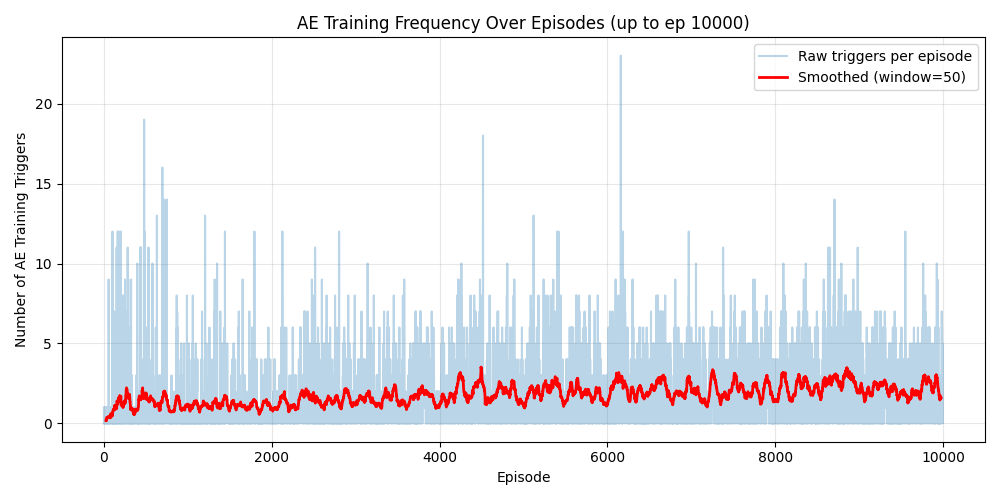 AE Training Frequency Over Episodes (up to ep 10000)
Raw triggers per episode
Smoothed (window=50)
Number of AE Training Triggers
20
15
10
5
0
0 2000 4000 6000 8000 10000
Episode